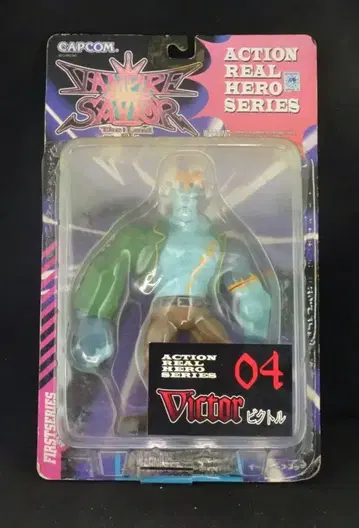 CAPCOM.
VAMPIRE
SAVIOR
ACTION
REAL
HERO
SERIES
ACTION
REAL
HERO
SERIES
04
Victor ビクトル
FIRST SERIES